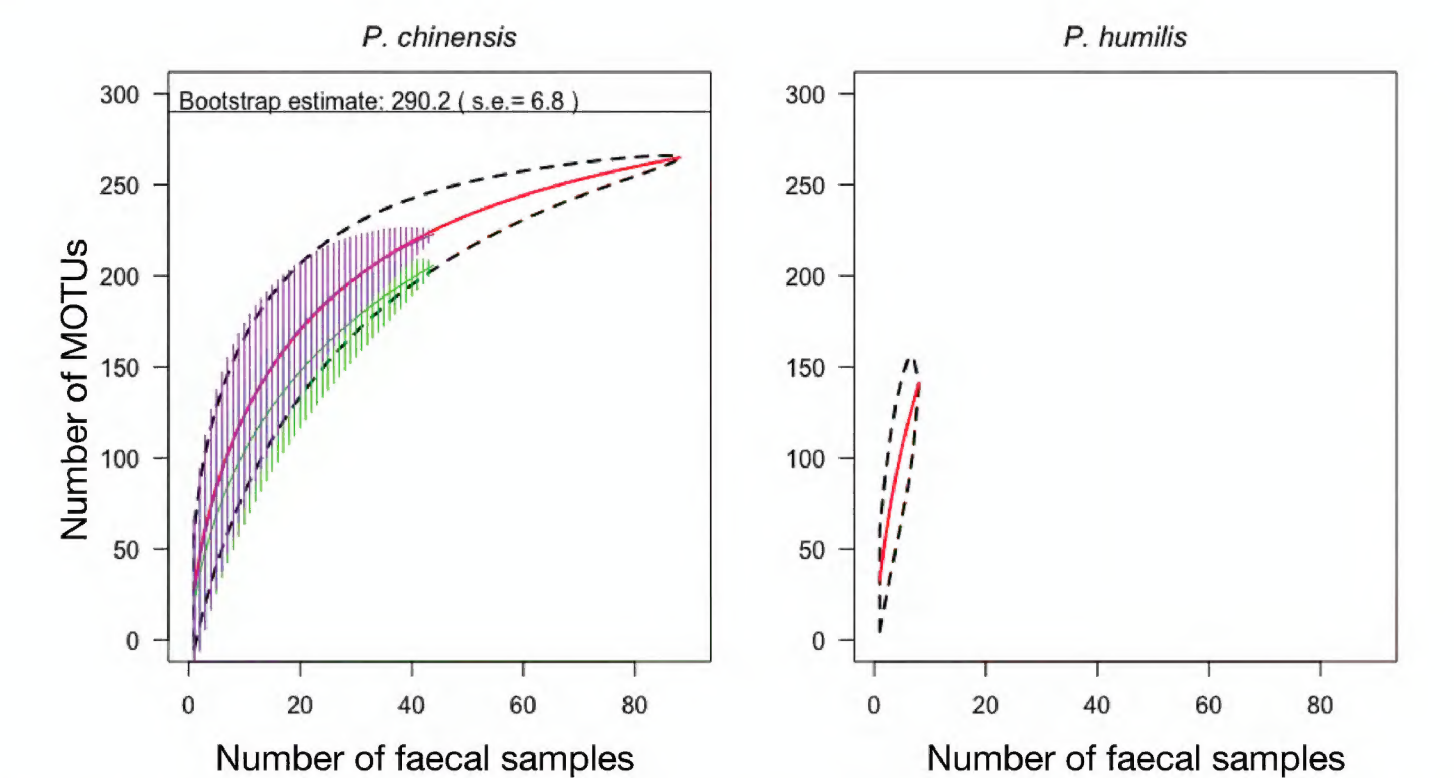 P. chinensis
Bootstrap estimate: 290.2 ( s.e.= 6.8 )
300
250
200
150
100
50
0
Number of MOTUs
0 20 40 60 80
Number of faecal samples
P. humilis
300
250
200
150
100
50
0
0 20 40 60 80
Number of faecal samples